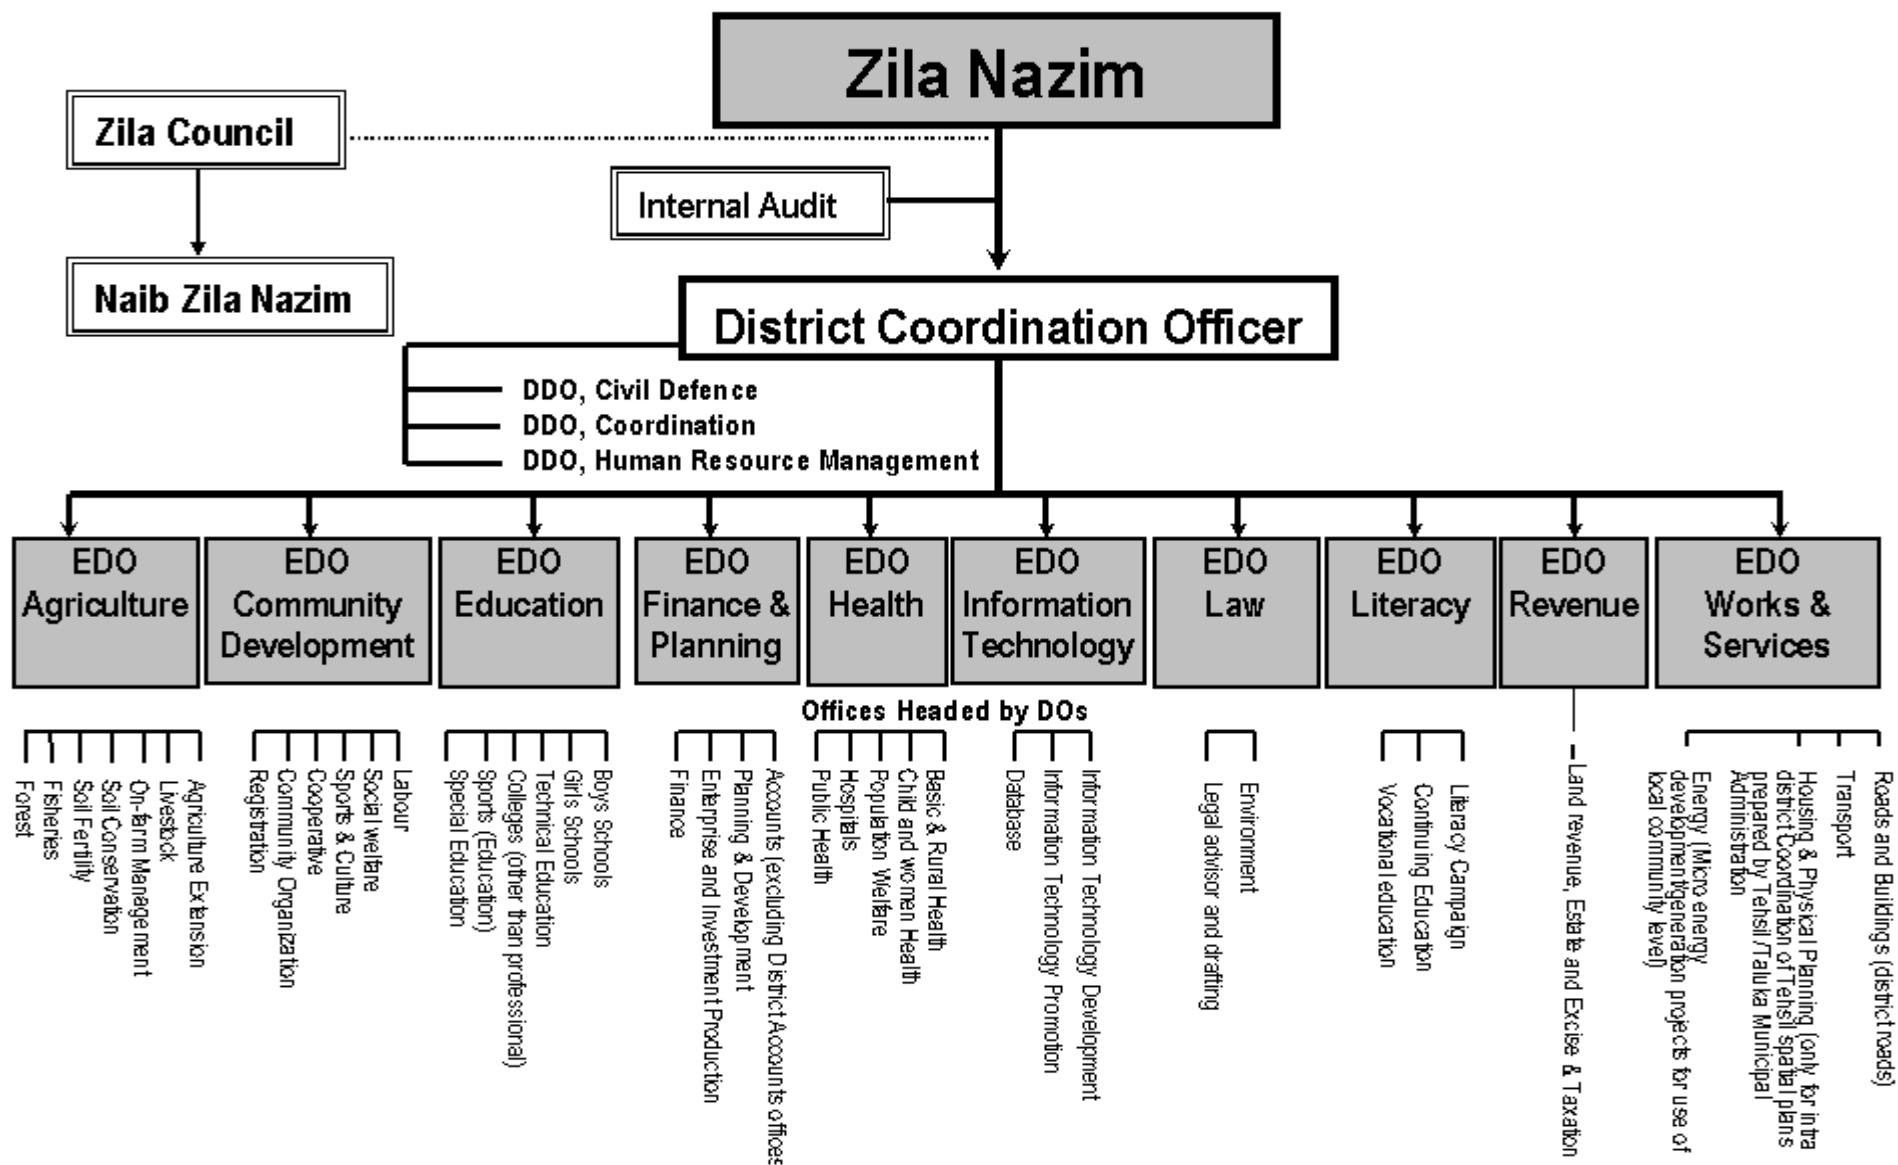 Zila Nazim
Zila Council
Internal Audit
Naib Zila Nazim
District Coordination Officer
DDO, Civil Defence
DDO, Coordination
DDO, Human Resource Management
EDO
Agriculture
EDO
Community
Development
EDO
Education
EDO
Finance &
Planning
EDO
Health
EDO
Information
Technology
EDO
Law
EDO
Literacy
EDO
Revenue
EDO
Works &
Services
Offices Headed by DOs
Forest
Fisheries
Soil Fertility
Soil Conservation
On-farm Management
Livestock
Agriculture Extension
Registration
Community Organization
Cooperative
Sports & Culture
Social welfare
Labour
Special Education
Sports (Education)
Colleges (other than professional)
Technical Education
Girls Schools
Boys Schools
Finance
Enterprise and Investment Production
Planning & Development
Accounts (excluding District Accounts offices
Public Health
Hospitals
Population Welfare
Child and women Health
Basic & Rural Health
Database
Information Technology Promotion
Information Technology Development
Legal advisor and drafting
Environment
Vocational education
Continuing Education
Literacy Campaign
Land revenue, Estate and Excise & Taxation
Energy (Micro energy
development/generation projects for use of
local community level)
Housing & Physical Planning (only for intra
district Coordination of Tehsil spatial plans
prepared by Tehsil/Taluka Municipal
Administration
Transport
Roads and Buildings (district roads)